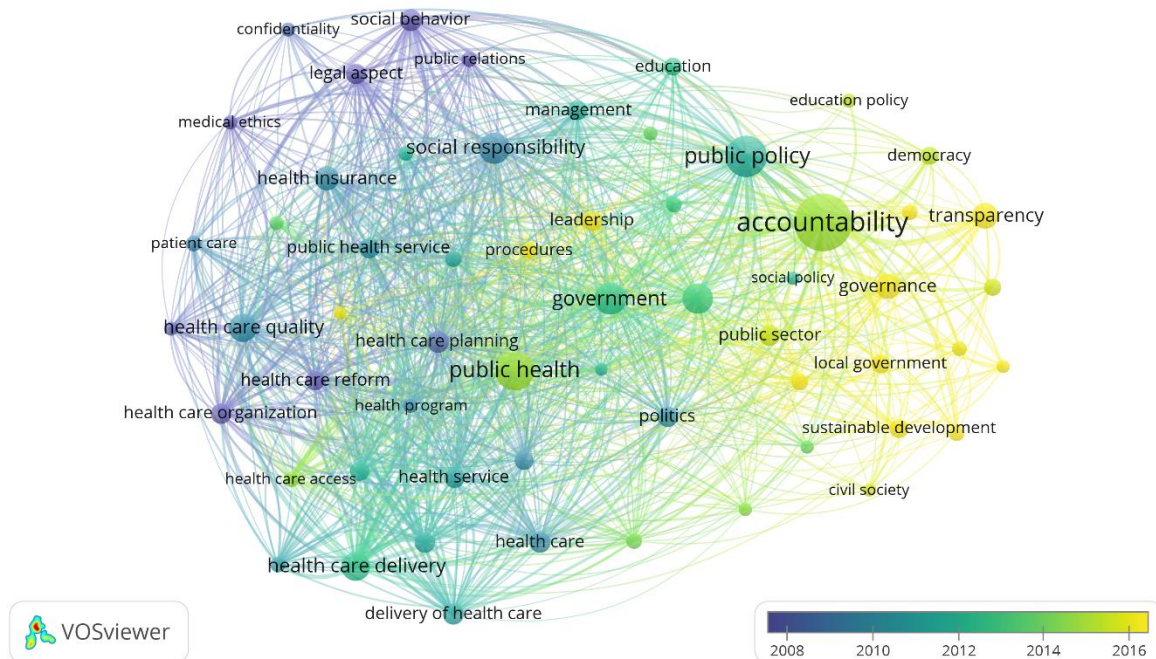 social behavior
confidentiality
public relations
legal aspect
education
education policy
management
medical ethics
social responsibility
public policy
democracy
health insurance
leadership
accountability
transparency
patient care
public health service
procedures
social policy
governance
government
health care quality
health care planning
public sector
public health
local government
health care reform
health care organization
health program
politics
sustainable development
health care access
health service
civil society
health care
health care delivery
delivery of health care
VOSviewer
2008 2010 2012 2014 2016